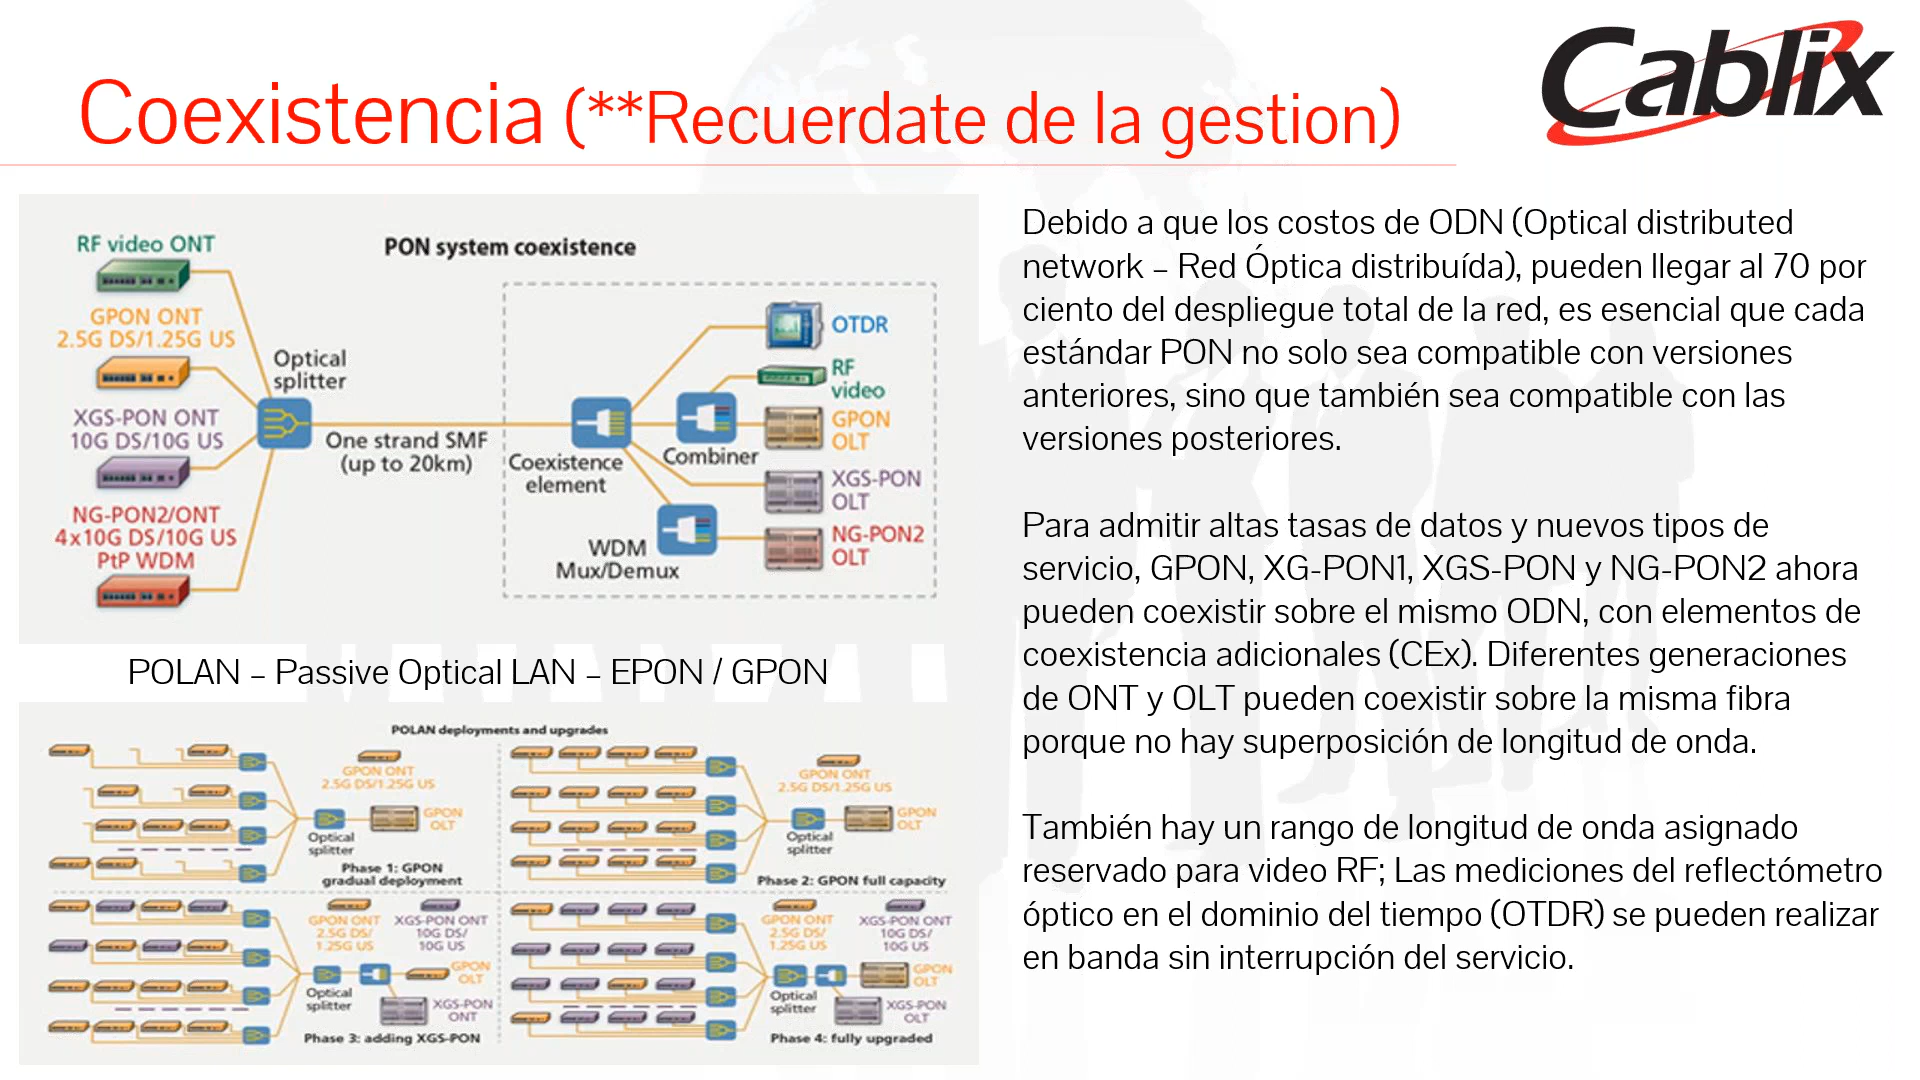 Cablix
Coexistencia (**Recuerdate de la gestion)
RF video ONT
PON system coexistence
GPON ONT
2.5G DS/1.25G US
XGS-PON ONT
10G DS/10G US
NG-PON2/ONT
4x10G DS/10G US
PtP WDM
Optical
splitter
One strand SMF
(up to 20km)
Coexistence
element
Combiner
WDM
Mux/Demux
OTDR
RF
video
GPON
OLT
XGS-PON
OLT
NG-PON2
OLT
POLAN – Passive Optical LAN – EPON / GPON
POLAN deployments and upgrades
GPON ONT
2.5G DS/1.25G US
GPON
OLT
Optical
splitter
Phase 1: GPON
gradual deployment
GPON ONT
2.5G DS/1.25G US
GPON
OLT
Optical
splitter
Phase 2: GPON full capacity
GPON ONT
2.5G DS/
1.25G US
XGS-PON ONT
10G DS/
10G US
GPON
OLT
Optical
splitter
XGS-PON
ONT
Phase 3: adding XGS-PON
GPON ONT
2.5G DS/
1.25G US
XGS-PON ONT
10G DS/
10G US
GPON
OLT
Optical
splitter
XGS-PON
OLT
Phase 4: fully upgraded
Debido a que los costos de ODN (Optical distributed
network – Red Óptica distribuída), pueden llegar al 70 por
ciento del despliegue total de la red, es esencial que cada
estándar PON no solo sea compatible con versiones
anteriores, sino que también sea compatible con las
versiones posteriores.
Para admitir altas tasas de datos y nuevos tipos de
servicio, GPON, XG-PON1, XGS-PON y NG-PON2 ahora
pueden coexistir sobre el mismo ODN, con elementos de
coexistencia adicionales (CEx). Diferentes generaciones
de ONT y OLT pueden coexistir sobre la misma fibra
porque no hay superposición de longitud de onda.
También hay un rango de longitud de onda asignado
reservado para video RF; Las mediciones del reflectómetro
óptico en el dominio del tiempo (OTDR) se pueden realizar
en banda sin interrupción del servicio.